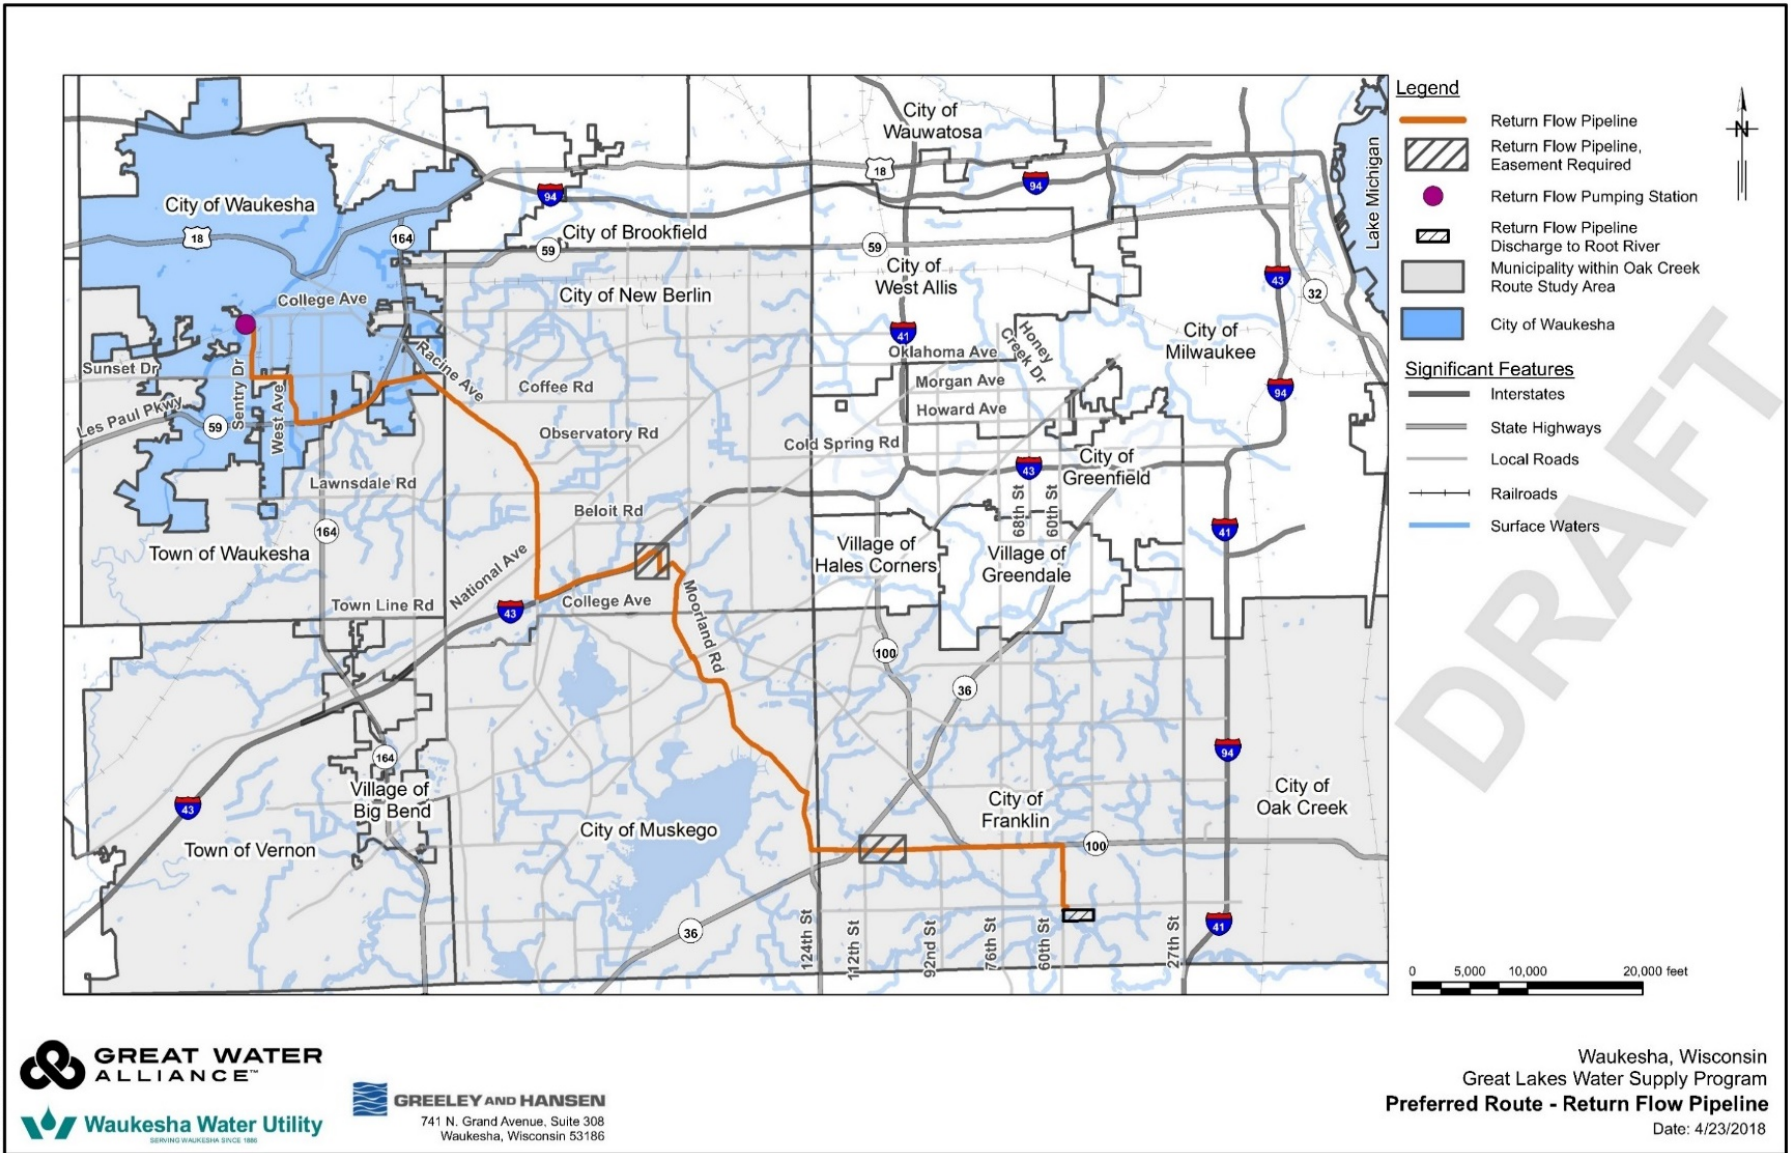 City of
Wauwatosa
18
94
94
City of Waukesha
18
164
59
City of Brookfield
59
City of
West Allis
43
32
Lake Michigan
College Ave
City of New Berlin
41
Honey
Creek Dr
City of
Milwaukee
Oklahoma Ave
Sunset Dr
Sentry Dr
West Ave
Racine Ave
Coffee Rd
Morgan Ave
Howard Ave
94
Les Paul Pkwy
59
Observatory Rd
Cold Spring Rd
43
City of
Greenfield
68th St
60th St
Lawnsdale Rd
164
Beloit Rd
41
Town of Waukesha
National Ave
Village of
Hales Corners
Village of
Greendale
Town Line Rd
43
College Ave
Moorland Rd
100
36
94
164
Village of
Big Bend
43
Town of Vernon
City of Muskego
City of
Franklin
100
City of
Oak Creek
36
124th St
112th St
92nd St
76th St
60th St
27th St
41
Legend
Return Flow Pipeline
Return Flow Pipeline,
Easement Required
Return Flow Pumping Station
Return Flow Pipeline
Discharge to Root River
Municipality within Oak Creek
Route Study Area
City of Waukesha
Significant Features
Interstates
State Highways
Local Roads
Railroads
Surface Waters
N
DRAFT
0 5,000 10,000 20,000 feet
GREAT WATER
ALLIANCE™
Waukesha Water Utility
SERVING WAUKESHA SINCE 1886
GREELEY AND HANSEN
741 N. Grand Avenue, Suite 308
Waukesha, Wisconsin 53186
Waukesha, Wisconsin
Great Lakes Water Supply Program
Preferred Route - Return Flow Pipeline
Date: 4/23/2018